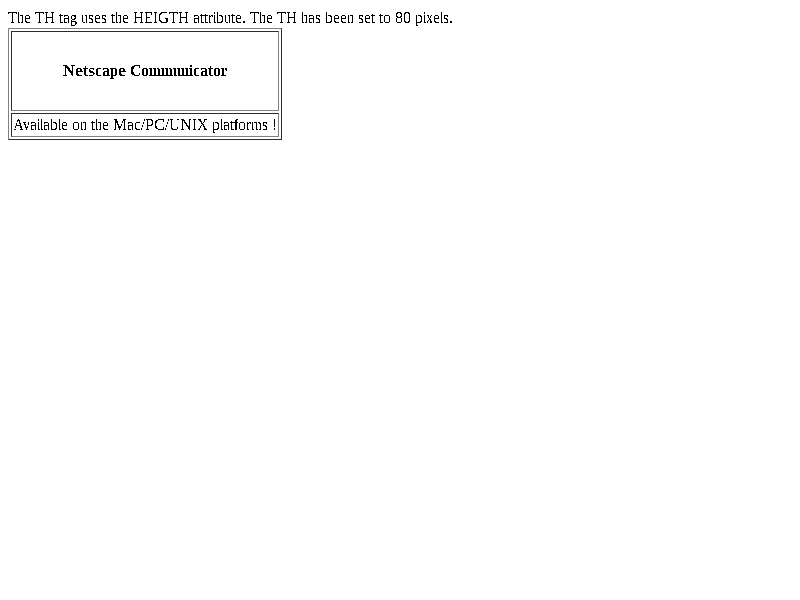 The TH tag uses the HEIGTH attribute. The TH has been set to 80 pixels.
Netscape Communicator
Available on the Mac/PC/UNIX platforms !